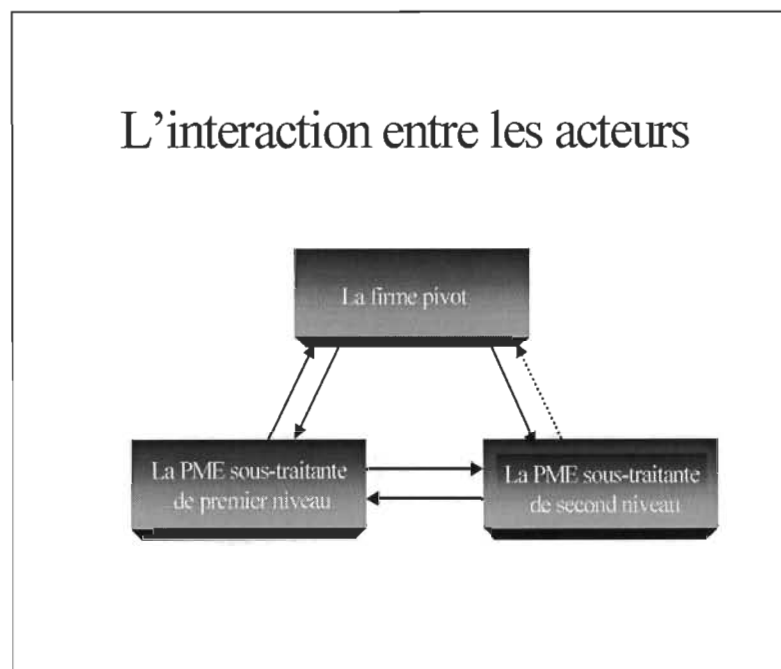 L'interaction entre les acteurs
La firme pivot
La PME sous-traitante
de premier niveau
La PME sous-traitante
de second niveau